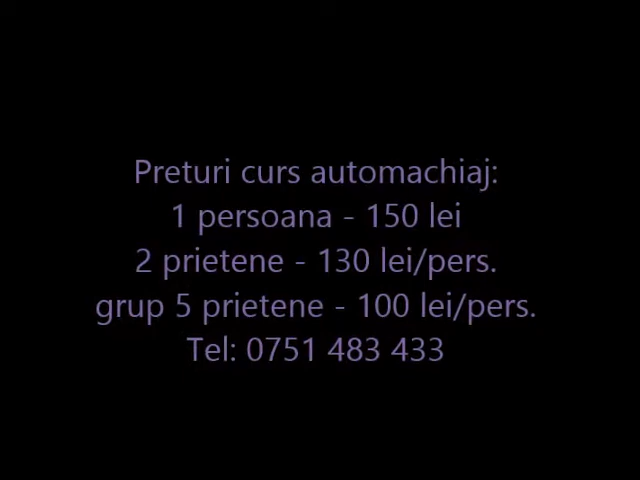 Preturi curs automachiaj:
1 persoana - 150 lei
2 prietene - 130 lei/pers.
grup 5 prietene - 100 lei/pers.
Tel: 0751 483 433